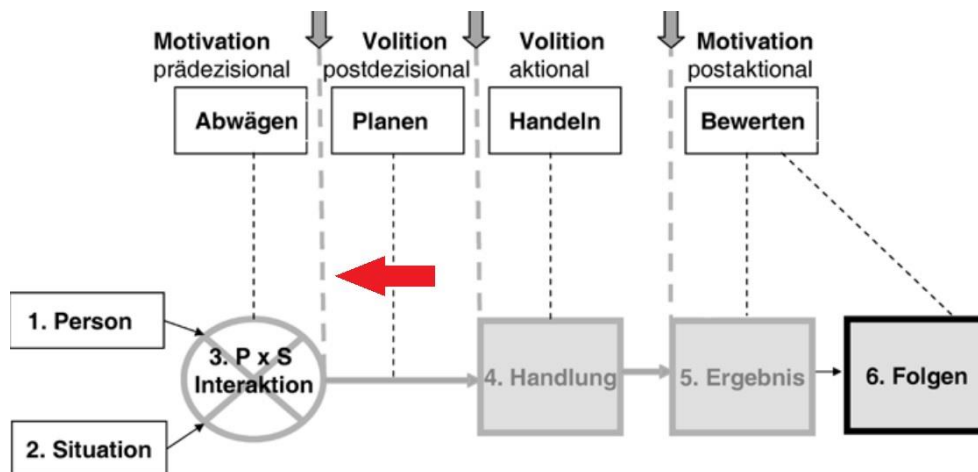 Motivation
prädezisional
Volition
postdezisional
Volition
aktional
Motivation
postaktional
Abwägen
Planen
Handeln
Bewerten
1. Person
2. Situation
3. P x S
Interaktion
4. Handlung
5. Ergebnis
6. Folgen